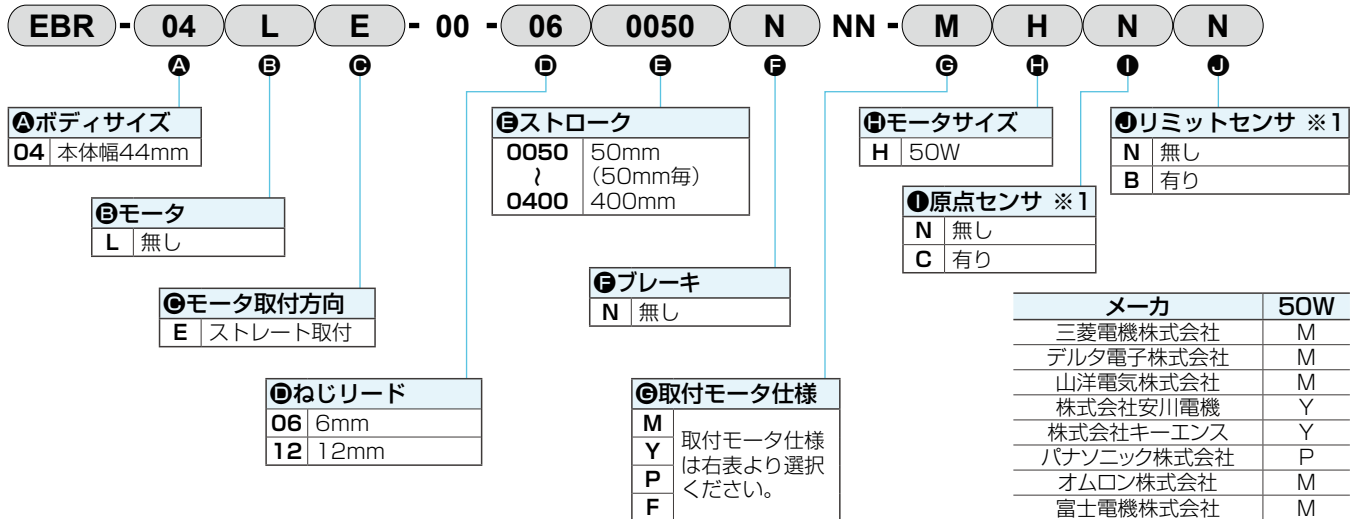 EBR - 04 L E - 00 - 06 0050 N NN - M H N N
A B C D E F G H I J
Aボディサイズ
04 本体幅44mm
Bモータ
L 無し
Cモータ取付方向
E ストレート取付
Dねじリード
06 6mm
12 12mm
Eストローク
0050 50mm
〜 (50mm毎)
0400 400mm
Fブレーキ
N 無し
G取付モータ仕様
M
Y
P
F
取付モータ仕様
は右表より選択
ください。
Hモータサイズ
H 50W
I原点センサ ※1
N 無し
C 有り
Jリミットセンサ ※1
N 無し
B 有り
メーカ 50W
三菱電機株式会社 M
デルタ電子株式会社 M
山洋電気株式会社 M
株式会社安川電機 Y
株式会社キーエンス Y
パナソニック株式会社 P
オムロン株式会社 M
富士電機株式会社 M